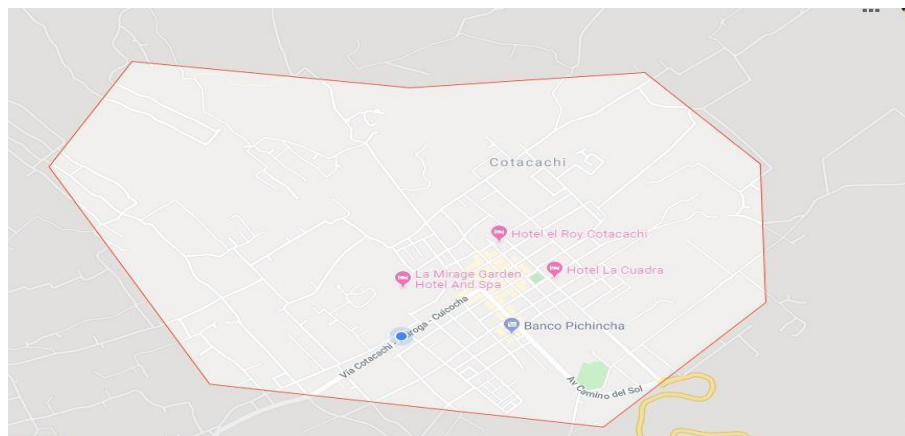 Cotacachi
Hotel el Roy Cotacachi
Hotel La Cuadra
La Mirage Garden
Hotel And Spa
Banco Pichincha
Vía Cotacachi - Quiroga - Cuicocha
Av Camino del Sol